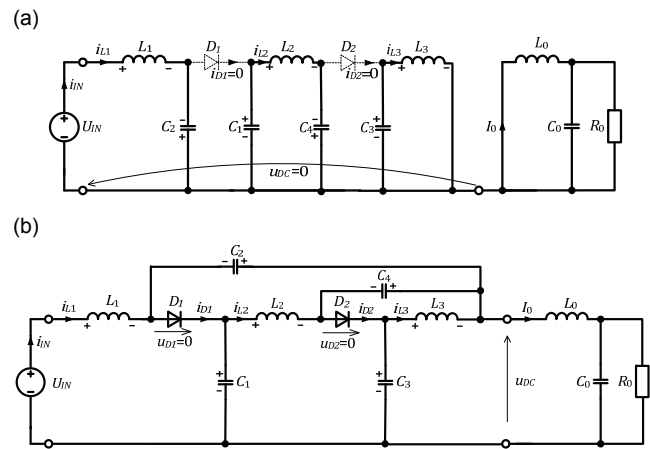 (a)
i_L1 L_1 D_1 i_L2 L_2 D_2 i_L3 L_3 L_0
+ - i_D1=0 + - i_D2=0 + -
i_IN
U_IN + - C_2 - + C_1 + - C_4 - + C_3 + - I_0 C_0 R_0
u_DC=0
(b)
C_2
- +
C_4
- +
i_L1 L_1 D_1 i_D1 i_L2 L_2 D_2 i_D2 i_L3 L_3 I_0 L_0
+ - + - + -
i_IN u_D1=0 u_D2=0
U_IN + - + - C_1 + - C_3 u_DC C_0 R_0